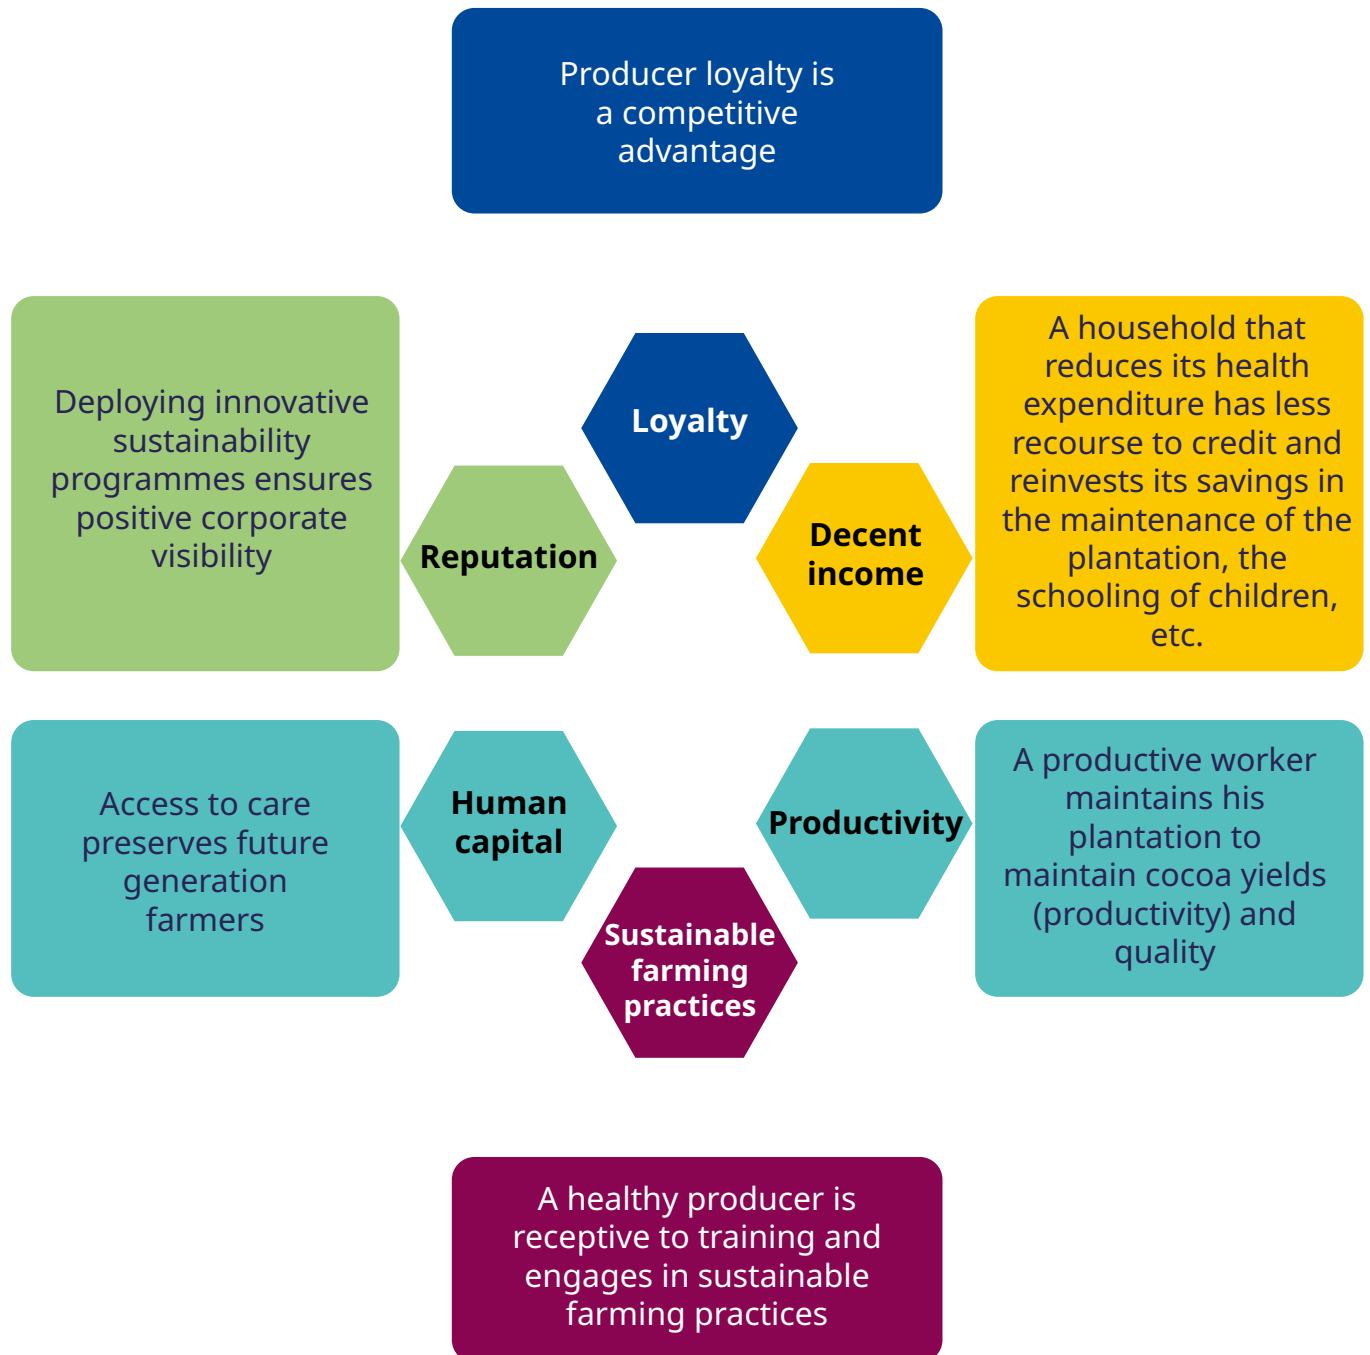 Producer loyalty is
a competitive
advantage
Deploying innovative
sustainability
programmes ensures
positive corporate
visibility
Reputation
Loyalty
Decent
income
A household that
reduces its health
expenditure has less
recourse to credit and
reinvests its savings in
the maintenance of the
plantation, the
schooling of children,
etc.
Access to care
preserves future
generation
farmers
Human
capital
Sustainable
farming
practices
Productivity
A productive worker
maintains his
plantation to
maintain cocoa yields
(productivity) and
quality
A healthy producer is
receptive to training and
engages in sustainable
farming practices